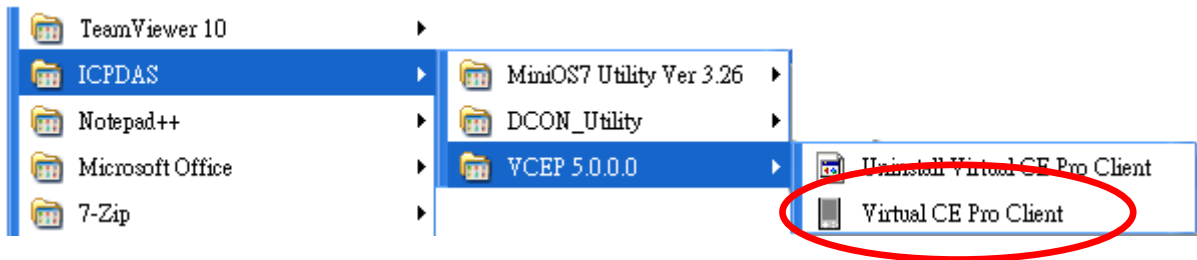 TeamViewer 10
ICPDAS
Notepad++
Microsoft Office
7-Zip
MiniOS7 Utility Ver 3.26
DCON_Utility
VCEP 5.0.0.0
Uninstall Virtual CE Pro Client
Virtual CE Pro Client